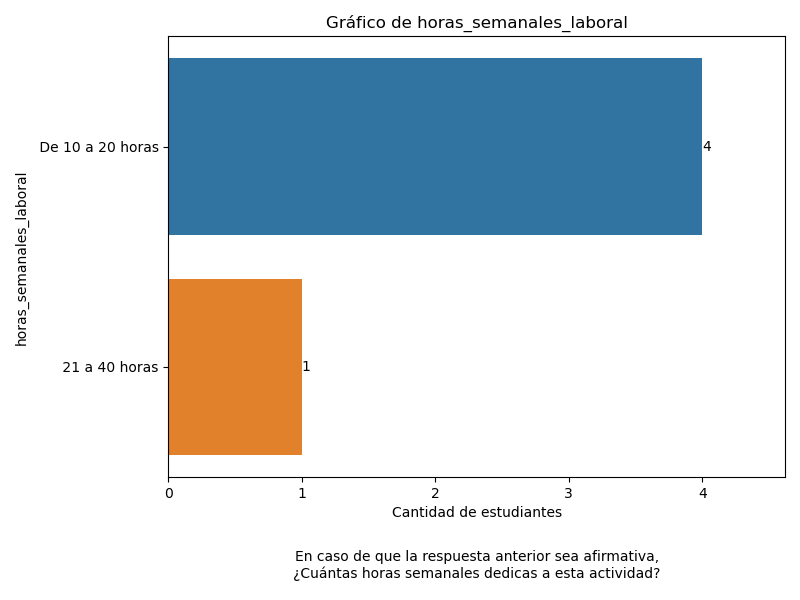 Gráfico de horas_semanales_laboral
horas_semanales_laboral
De 10 a 20 horas
4
21 a 40 horas
1
0 1 2 3 4
Cantidad de estudiantes
En caso de que la respuesta anterior sea afirmativa,
¿Cuántas horas semanales dedicas a esta actividad?